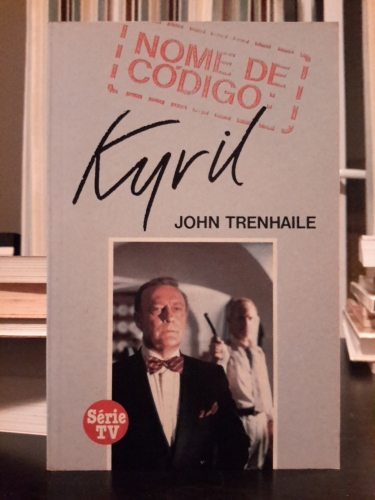 NOME DE
CÓDIGO:
Kyril
JOHN TRENHAILE
Série
TV